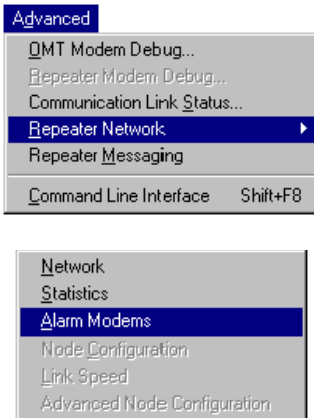 Advanced
OMT Modem Debug...
Repeater Modem Debug...
Communication Link Status...
Repeater Network
Repeater Messaging
Command Line Interface Shift+F8
Network
Statistics
Alarm Modems
Node Configuration
Link Speed
Advanced Node Configuration